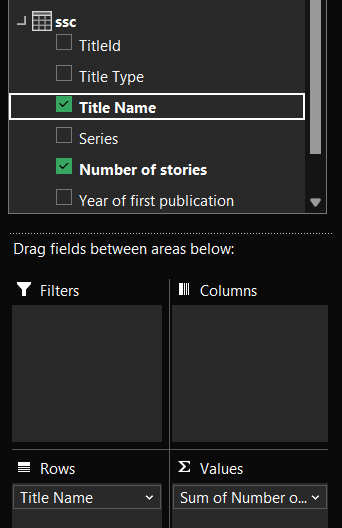 ssc
TitleId
Title Type
Title Name
Series
Number of stories
Year of first publication
Drag fields between areas below:
Filters
Columns
Rows
Values
Title Name
Sum of Number o...